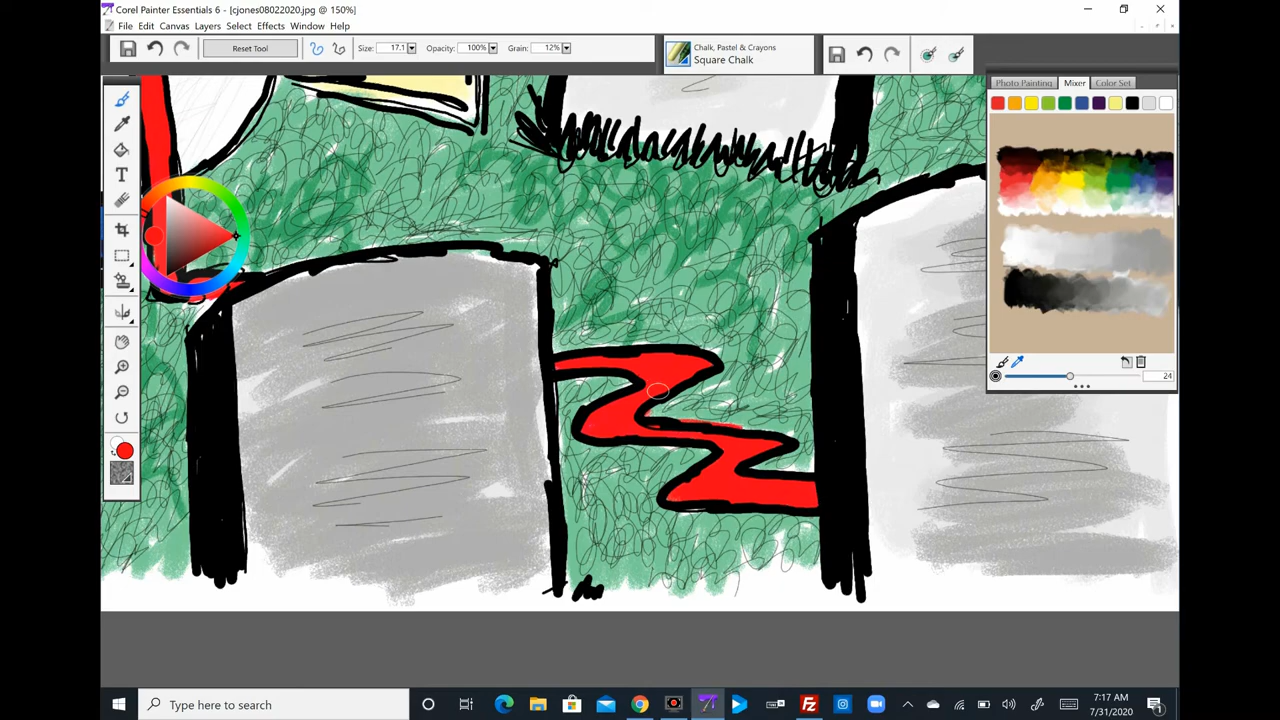 Corel Painter Essentials 6 - [cjones08022020.jpg @ 150%]
File Edit Canvas Layers Select Effects Window Help
Reset Tool
Size: 17.1
Opacity: 100%
Grain: 12%
Chalk, Pastel & Crayons
Square Chalk
Photo Painting Mixer Color Set
T
24
Type here to search
7:17 AM
7/31/2020
1